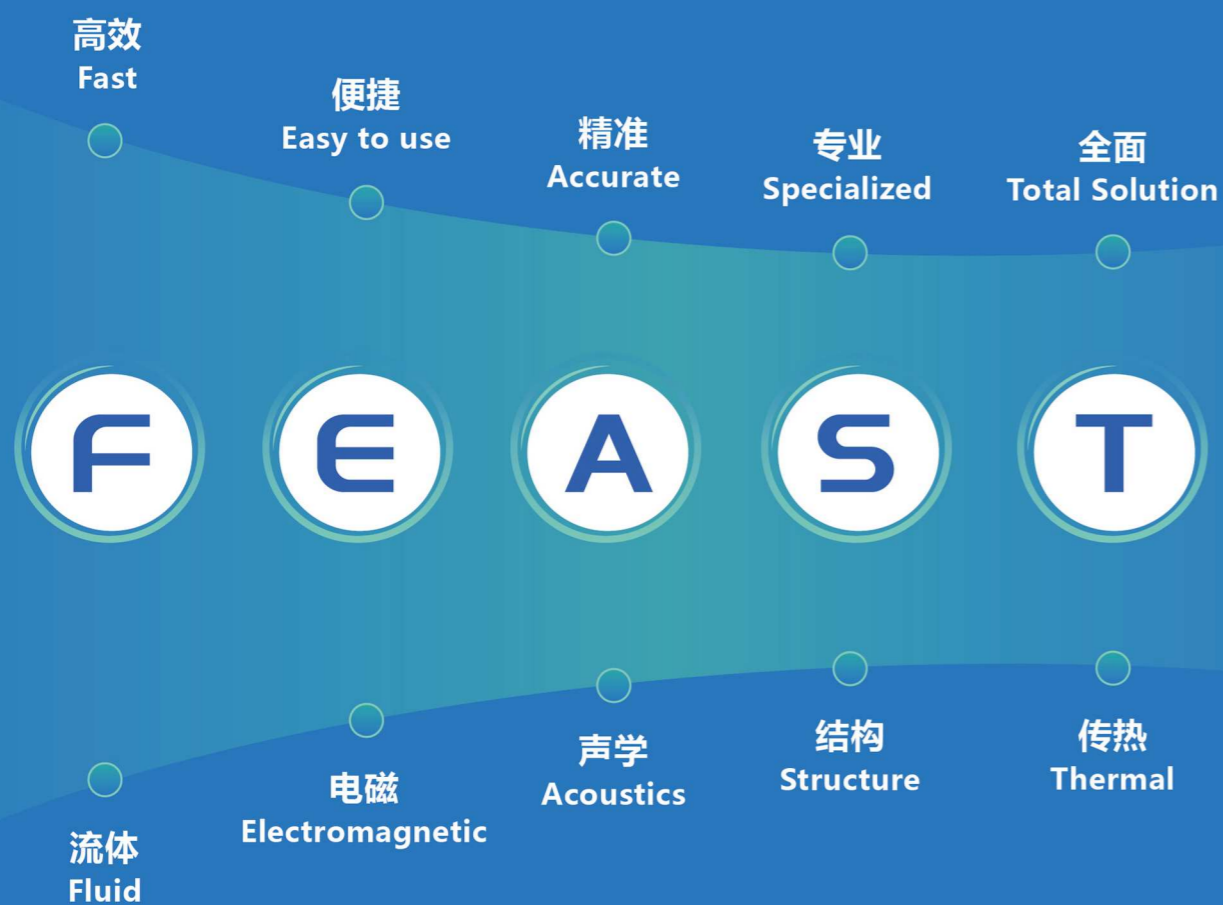 高效
Fast
便捷
Easy to use
精准
Accurate
专业
Specialized
全面
Total Solution
F E A S T
流体
Fluid
电磁
Electromagnetic
声学
Acoustics
结构
Structure
传热
Thermal